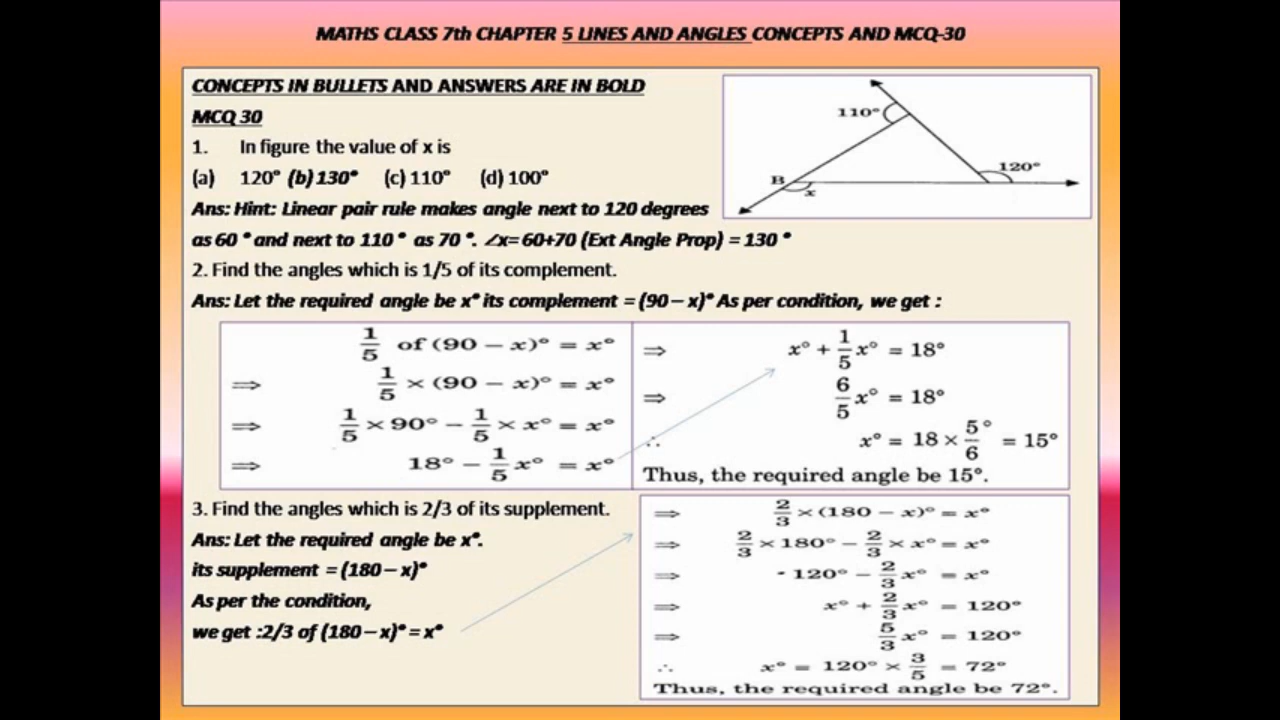 MATHS CLASS 7th CHAPTER 5 LINES AND ANGLES CONCEPTS AND MCQ-30
CONCEPTS IN BULLETS AND ANSWERS ARE IN BOLD
MCQ 30
1. In figure the value of x is
(a) 120° (b) 130° (c) 110° (d) 100°
110°
120°
B
x
Ans: Hint: Linear pair rule makes angle next to 120 degrees
as 60 ° and next to 110 ° as 70 °. ∠x= 60+70 (Ext Angle Prop) = 130 °
2. Find the angles which is 1/5 of its complement.
Ans: Let the required angle be x° its complement = (90 – x)° As per condition, we get :
1/5 of (90 − x)° = x°
⇒ 1/5 × (90 − x)° = x°
⇒ 1/5 × 90° − 1/5 × x° = x°
⇒ 18° − 1/5 x° = x°
⇒ x° + 1/5 x° = 18°
⇒ 6/5 x° = 18°
∴ x° = 18 × 5/6° = 15°
Thus, the required angle be 15°.
3. Find the angles which is 2/3 of its supplement.
Ans: Let the required angle be x°.
its supplement = (180 – x)°
As per the condition,
we get :2/3 of (180 – x)° = x°
⇒ 2/3 × (180 − x)° = x°
⇒ 2/3 × 180° − 2/3 × x° = x°
⇒ 120° − 2/3 x° = x°
⇒ x° + 2/3 x° = 120°
⇒ 5/3 x° = 120°
∴ x° = 120° × 3/5 = 72°
Thus, the required angle be 72°.